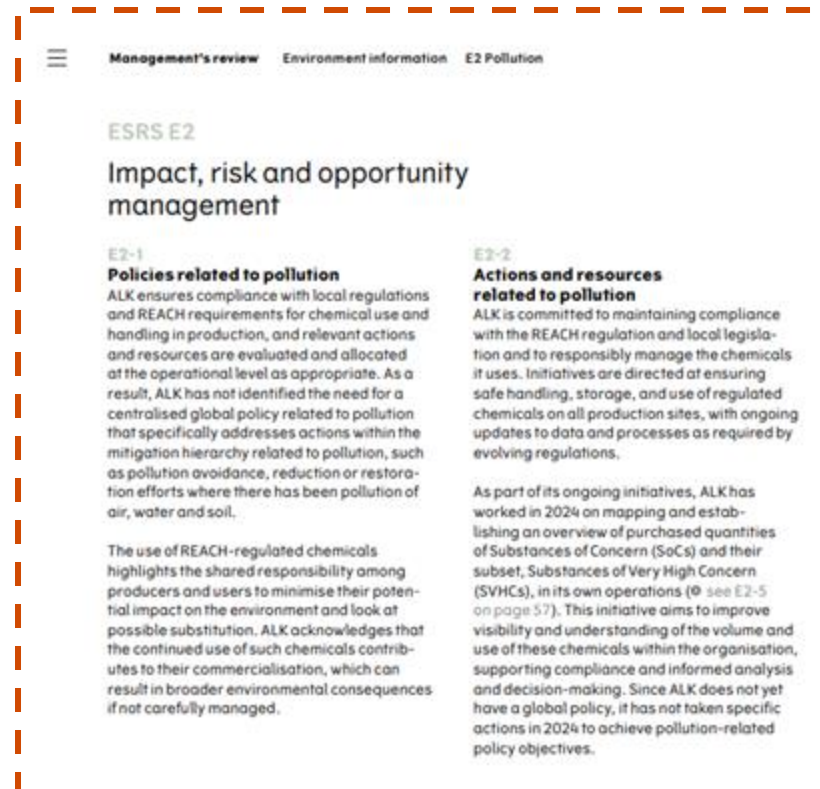 Management's review Environment information E2 Pollution
ESRS E2
Impact, risk and opportunity
management
E2-1
Policies related to pollution
ALK ensures compliance with local regulations
and REACH requirements for chemical use and
handling in production, and relevant actions
and resources are evaluated and allocated
at the operational level as appropriate. As a
result, ALK has not identified the need for a
centralised global policy related to pollution
that specifically addresses actions within the
mitigation hierarchy related to pollution, such
as pollution avoidance, reduction or restora-
tion efforts where there has been pollution of
air, water and soil.
The use of REACH-regulated chemicals
highlights the shared responsibility among
producers and users to minimise their poten-
tial impact on the environment and look at
possible substitution. ALK acknowledges that
the continued use of such chemicals contrib-
utes to their commercialisation, which can
result in broader environmental consequences
if not carefully managed.
E2-2
Actions and resources
related to pollution
ALK is committed to maintaining compliance
with the REACH regulation and local legisla-
tion and to responsibly manage the chemicals
it uses. Initiatives are directed at ensuring
safe handling, storage, and use of regulated
chemicals on all production sites, with ongoing
updates to data and processes as required by
evolving regulations.
As part of its ongoing initiatives, ALK has
worked in 2024 on mapping and estab-
lishing an overview of purchased quantities
of Substances of Concern (SoCs) and their
subset, Substances of Very High Concern
(SVHCs), in its own operations (see E2-5
on page 57). This initiative aims to improve
visibility and understanding of the volume and
use of these chemicals within the organisation,
supporting compliance and informed analysis
and decision-making. Since ALK does not yet
have a global policy, it has not taken specific
actions in 2024 to achieve pollution-related
policy objectives.